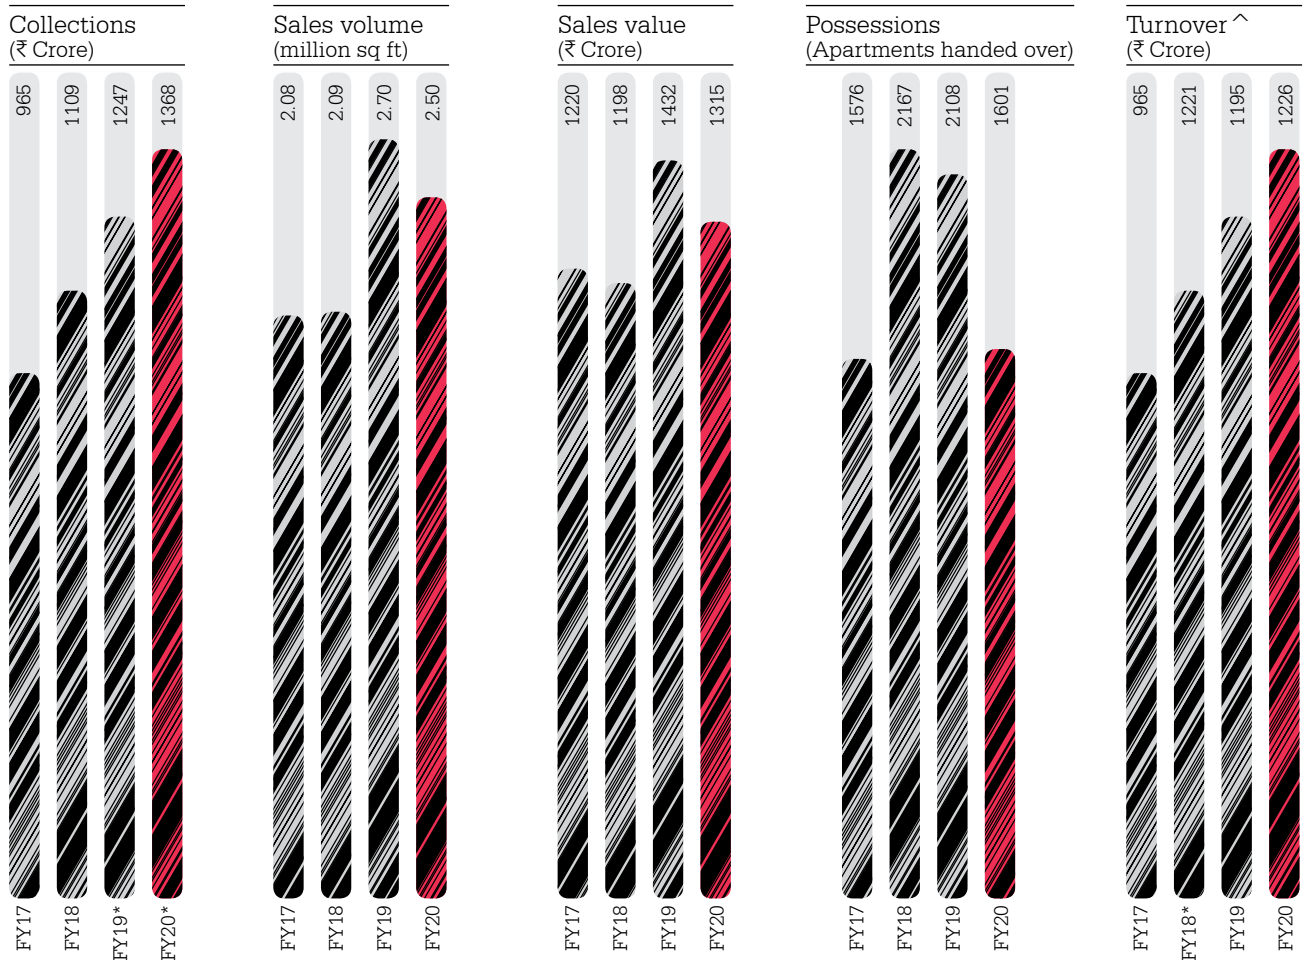 Collections
(₹ Crore)
965
1109
1247
1368
FY17
FY18
FY19*
FY20*
Sales volume
(million sq ft)
2.08
2.09
2.70
2.50
FY17
FY18
FY19
FY20
Sales value
(₹ Crore)
1220
1198
1432
1315
FY17
FY18
FY19
FY20
Possessions
(Apartments handed over)
1576
2167
2108
1601
FY17
FY18
FY19
FY20
Turnover ^
(₹ Crore)
965
1221
1195
1226
FY17
FY18*
FY19
FY20